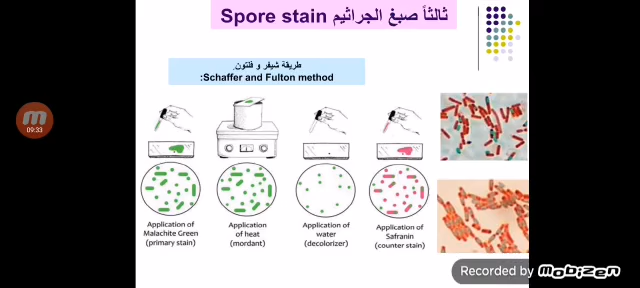 ثالثاً صبغ الجراثيم Spore stain
طريقة شيفر و فلتون.
Schaffer and Fulton method:
09:33
Application of
Malachite Green
(primary stain)
Application
of heat
(mordant)
Application of
water
(decolorizer)
Application of
Safranin
(counter stain)
Recorded by mobizen